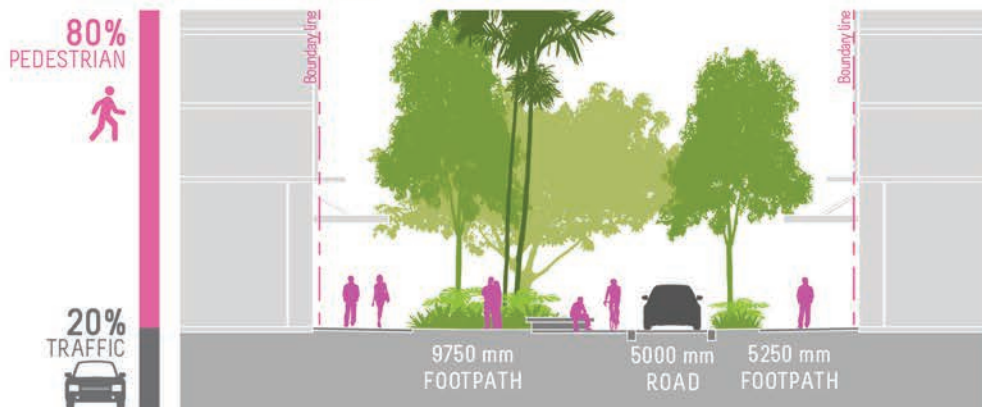 80%
PEDESTRIAN
20%
TRAFFIC
Boundary line
Boundary line
9750 mm
FOOTPATH
5000 mm
ROAD
5250 mm
FOOTPATH